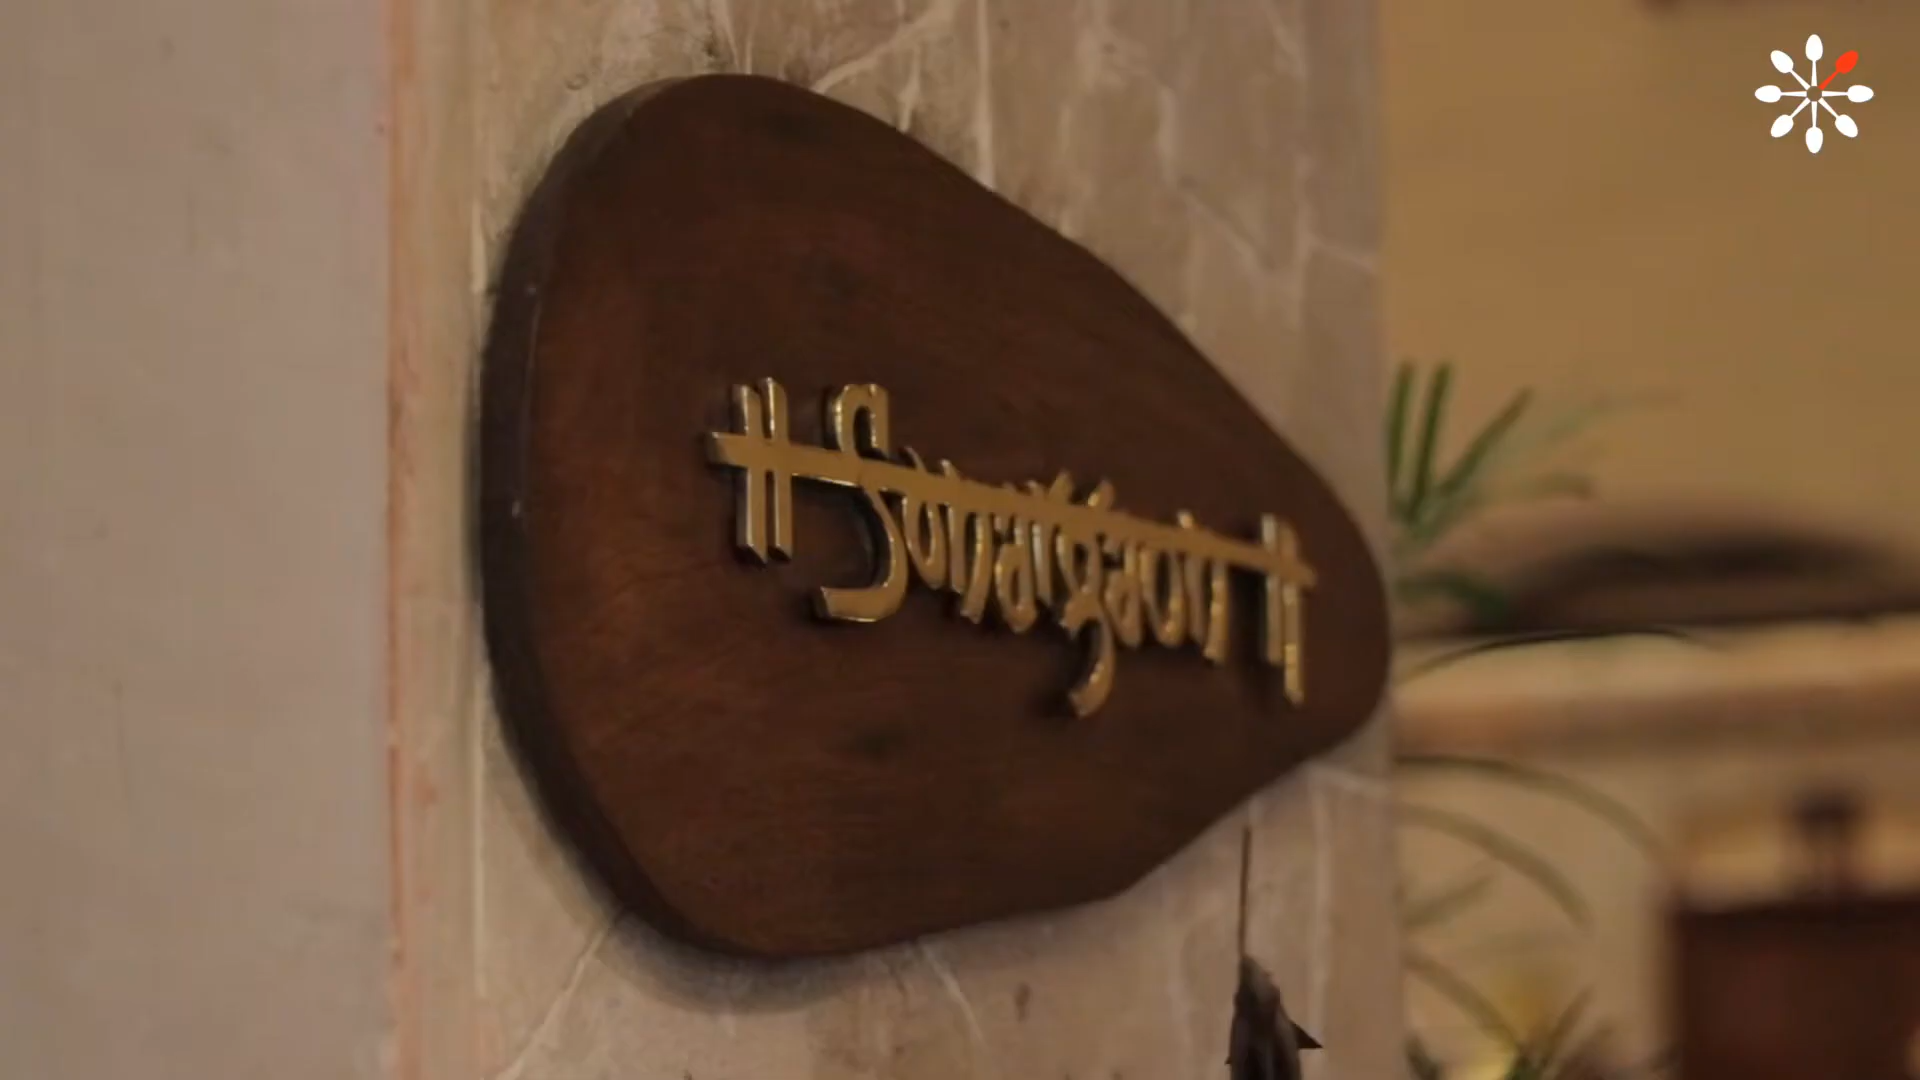 ॥ Sonargaon ॥